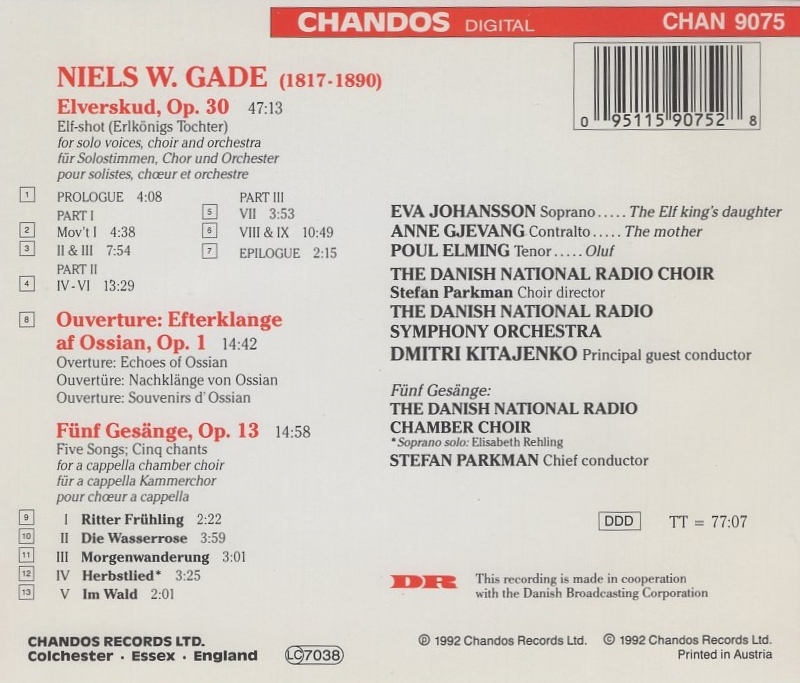 CHANDOS DIGITAL CHAN 9075
NIELS W. GADE (1817-1890)
Elverskud, Op. 30 47:13
Elf-shot (Erlkönigs Tochter)
for solo voices, choir and orchestra
für Solostimmen, Chor und Orchester
pour solistes, chœur et orchestre
1 PROLOGUE 4:08
PART I
2 Mov't I 4:38
3 II & III 7:54
PART II
4 IV-VI 13:29
PART III
5 VII 3:53
6 VIII & IX 10:49
7 EPILOGUE 2:15
8 Ouverture: Efterklange
af Ossian, Op. 1 14:42
Overture: Echoes of Ossian
Ouvertüre: Nachklänge von Ossian
Ouverture: Souvenirs d'Ossian
Fünf Gesänge, Op. 13 14:58
Five Songs; Cinq chants
for a cappella chamber choir
für a cappella Kammerchor
pour chœur a cappella
9 I Ritter Frühling 2:22
10 II Die Wasserrose 3:59
11 III Morgenwanderung 3:01
12 IV Herbstlied* 3:25
13 V Im Wald 2:01
CHANDOS RECORDS LTD.
Colchester · Essex · England
LC 7038
0 95115 90752 8
EVA JOHANSSON Soprano ..... The Elf king's daughter
ANNE GJEVANG Contralto ..... The mother
POUL ELMING Tenor ..... Oluf
THE DANISH NATIONAL RADIO CHOIR
Stefan Parkman Choir director
THE DANISH NATIONAL RADIO
SYMPHONY ORCHESTRA
DMITRI KITAJENKO Principal guest conductor
Fünf Gesänge:
THE DANISH NATIONAL RADIO
CHAMBER CHOIR
*Soprano solo: Elisabeth Rehling
STEFAN PARKMAN Chief conductor
DDD TT = 77:07
DR
This recording is made in cooperation
with the Danish Broadcasting Corporation
℗ 1992 Chandos Records Ltd. © 1992 Chandos Records Ltd.
Printed in Austria